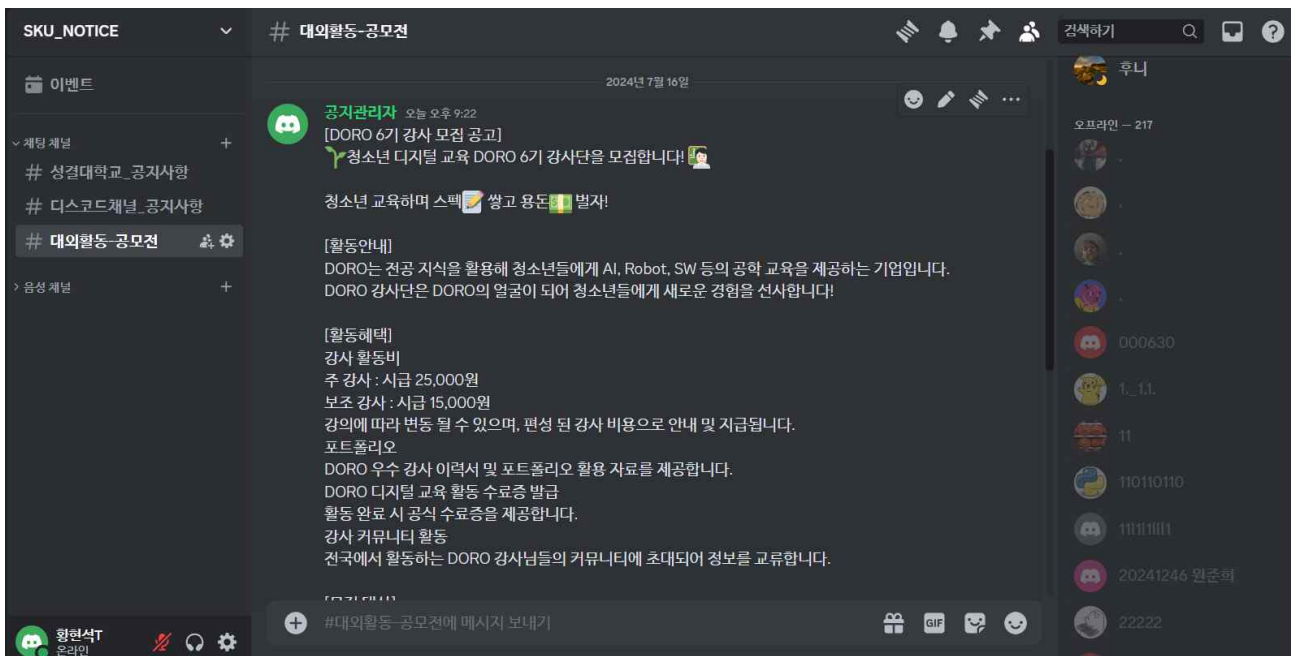 SKU_NOTICE
이벤트
채팅 채널
# 성결대학교_공지사항
# 디스코드채널_공지사항
# 대외활동-공모전
음성 채널
황현석T
온라인
# 대외활동-공모전
검색하기
2024년 7월 16일
공지관리자 오늘 오후 9:22
[DORO 6기 강사 모집 공고]
청소년 디지털 교육 DORO 6기 강사단을 모집합니다!
청소년 교육하며 스펙 쌓고 용돈 벌자!
[활동안내]
DORO는 전공 지식을 활용해 청소년들에게 AI, Robot, SW 등의 공학 교육을 제공하는 기업입니다.
DORO 강사단은 DORO의 얼굴이 되어 청소년들에게 새로운 경험을 선사합니다!
[활동혜택]
강사 활동비
주 강사 : 시급 25,000원
보조 강사 : 시급 15,000원
강의에 따라 변동 될 수 있으며, 편성 된 강사 비용으로 안내 및 지급됩니다.
포트폴리오
DORO 우수 강사 이력서 및 포트폴리오 활용 자료를 제공합니다.
DORO 디지털 교육 활동 수료증 발급
활동 완료 시 공식 수료증을 제공합니다.
강사 커뮤니티 활동
전국에서 활동하는 DORO 강사님들의 커뮤니티에 초대되어 정보를 교류합니다.
#대외활동-공모전에 메시지 보내기
GIF
후니
오프라인 — 217
.
.
.
.
000630
1._.1.1.
11
110110110
20241246 원준희
22222